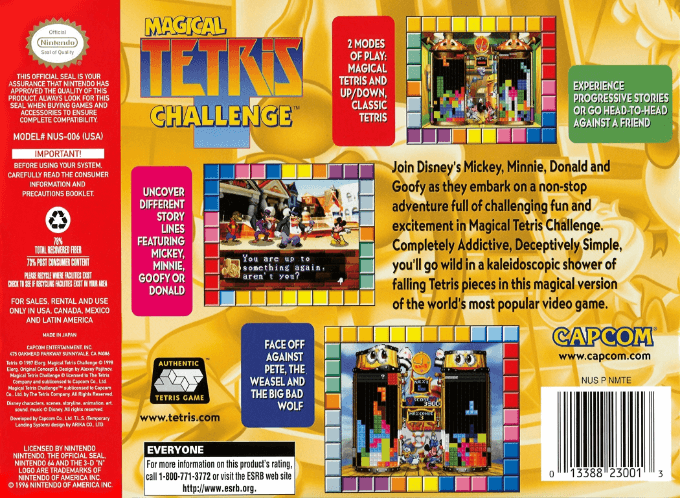 Official
Nintendo
Seal of Quality
THIS OFFICIAL SEAL IS YOUR
ASSURANCE THAT NINTENDO HAS
APPROVED THE QUALITY OF THIS
PRODUCT. ALWAYS LOOK FOR THIS
SEAL WHEN BUYING GAMES AND
ACCESSORIES TO ENSURE
COMPLETE COMPATIBILITY.
MODEL# NUS-006 (USA)
IMPORTANT!
BEFORE USING YOUR SYSTEM,
CAREFULLY READ THE CONSUMER
INFORMATION AND
PRECAUTIONS BOOKLET.
TOTAL RECOVERED FIBER
POST CONSUMER CONTENT
PLEASE RECYCLE WHERE FACILITIES EXIST
CHECK TO SEE IF RECYCLING FACILITIES EXIST IN YOUR AREA
FOR SALES, RENTAL AND USE
ONLY IN USA, CANADA, MEXICO
AND LATIN AMERICA
MADE IN JAPAN
CAPCOM ENTERTAINMENT INC.
475 OAKMEAD PARKWAY SUNNYVALE, CA 94086
Tetris © 1987 Elorg. Magical Tetris Challenge © 1998
Elorg. Original Concept & Design by Alexey Pajitnov
Magical Tetris Challenge © licensed to The Tetris
Company and sublicensed to Capcom Co., Ltd.
Magical Tetris Challenge™ sublicensed to Capcom
Co., Ltd. by The Tetris Company. All Rights Reserved.
Disney characters, scenes, storyline, animation, art
sound, music © Disney. All rights reserved.
Developed by Capcom Co., Ltd. T.L.S. (Temporary
Landing System) design by ARIKA CO., LTD.
LICENSED BY NINTENDO
NINTENDO, THE OFFICIAL SEAL,
NINTENDO 64 AND THE 3-D "N"
LOGO ARE TRADEMARKS OF
NINTENDO OF AMERICA INC.
© 1996 NINTENDO OF AMERICA INC.
MAGICAL
TETRIS
CHALLENGE™
2 MODES
OF PLAY:
MAGICAL
TETRIS AND
UP/DOWN,
CLASSIC
TETRIS
EXPERIENCE
PROGRESSIVE STORIES
OR GO HEAD-TO-HEAD
AGAINST A FRIEND
UNCOVER
DIFFERENT
STORY
LINES
FEATURING
MICKEY,
MINNIE,
GOOFY OR
DONALD
You are up to
something again,
aren't you?
Join Disney's Mickey, Minnie, Donald and
Goofy as they embark on a non-stop
adventure full of challenging fun and
excitement in Magical Tetris Challenge.
Completely Addictive, Deceptively Simple,
you'll go wild in a kaleidoscopic shower of
falling Tetris pieces in this magical version
of the world's most popular video game.
FACE OFF
AGAINST
PETE, THE
WEASEL AND
THE BIG BAD
WOLF
AUTHENTIC
TETRIS GAME
www.tetris.com
CAPCOM®
www.capcom.com
NUS P NMTE
0 13388 23001 3
EVERYONE
For more information on this product's rating,
call 1-800-771-3772 or visit the ESRB web site
http://www.esrb.org.